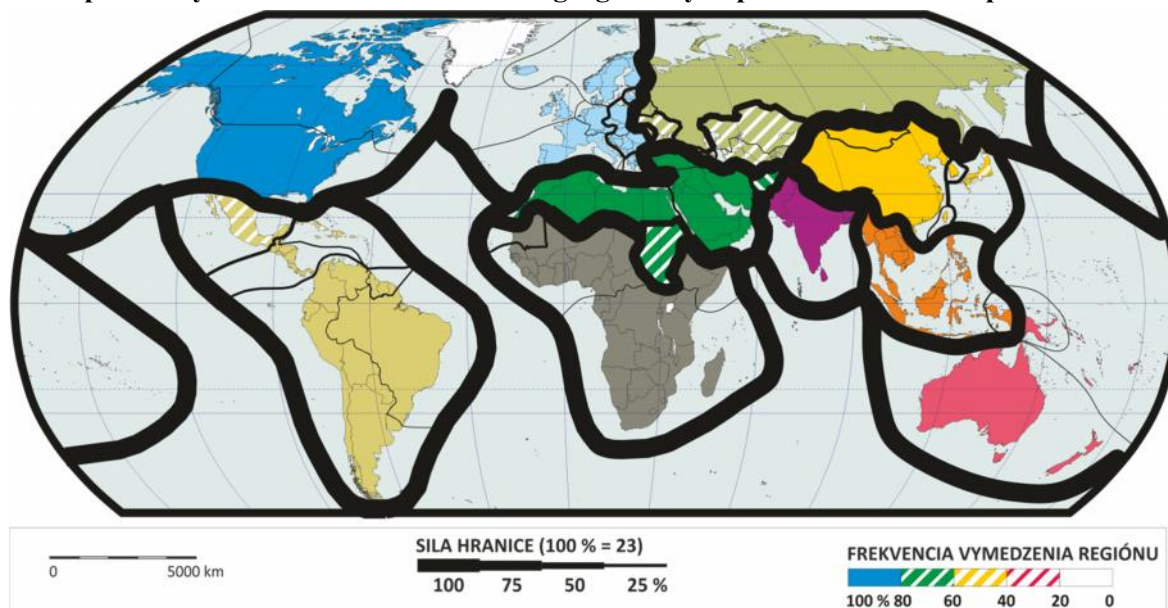 SILA HRANICE (100 % = 23)
100 75 50 25 %
0 5000 km
FREKVENCIA VYMEDZENIA REGIÓNU
100 % 80 60 40 20 0